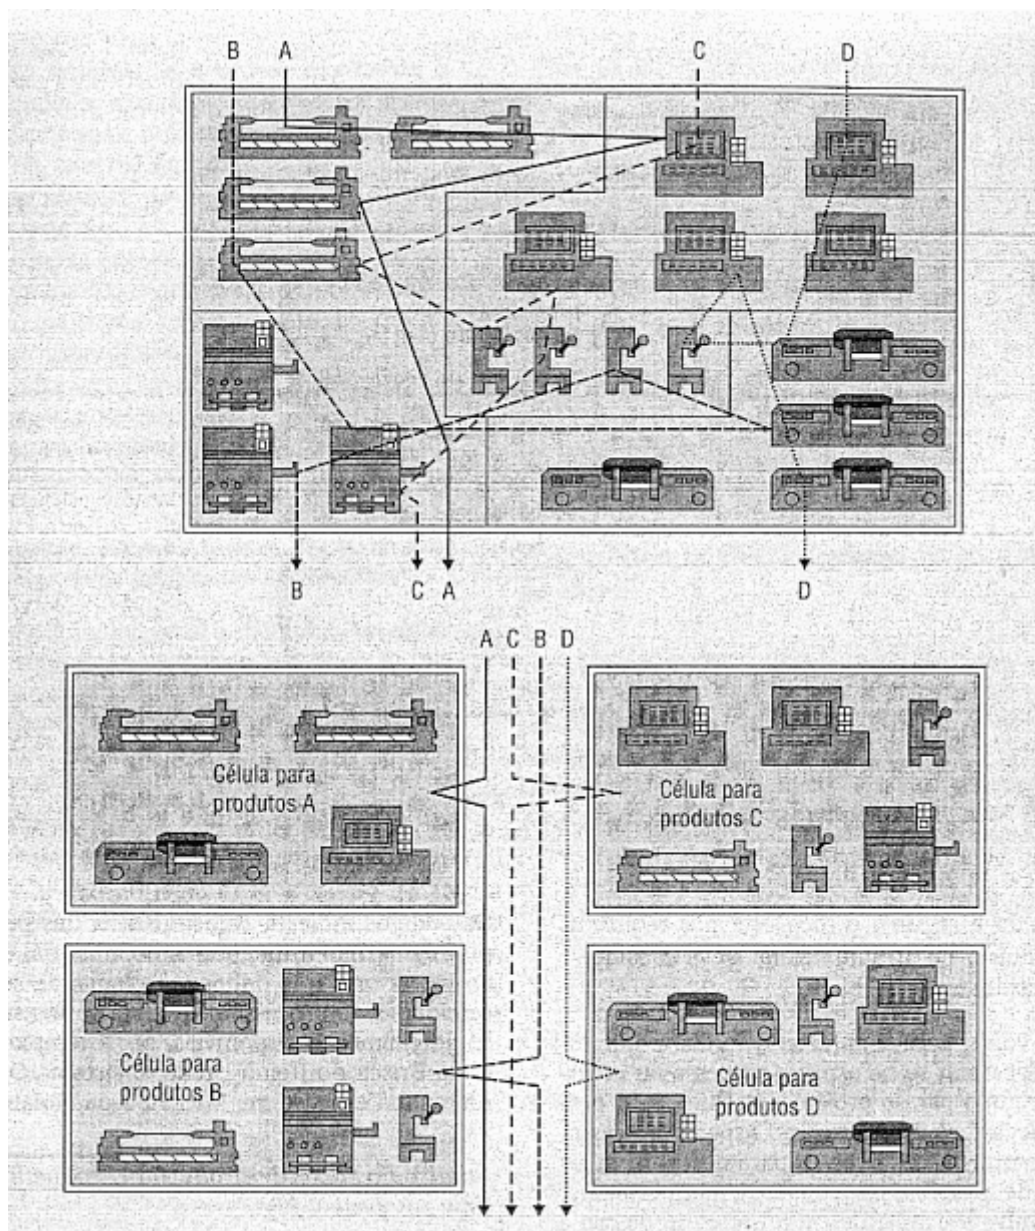 B A C D
B C A D
A C B D
Célula para
produtos A
Célula para
produtos C
Célula para
produtos B
Célula para
produtos D